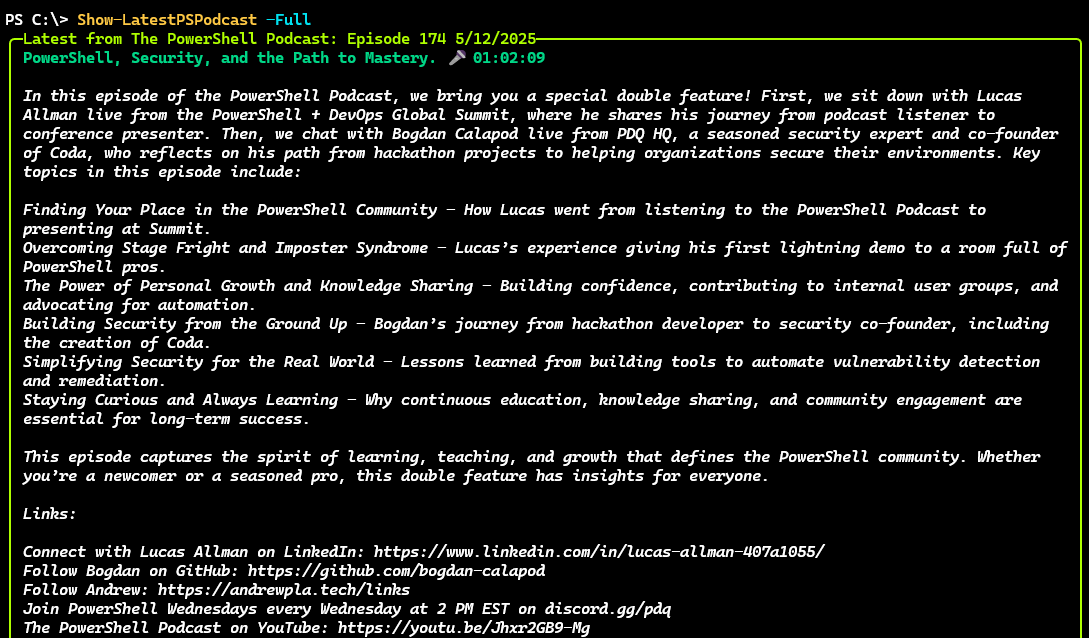 PS C:\> Show-LatestPSPodcast -Full
Latest from The PowerShell Podcast: Episode 174 5/12/2025
PowerShell, Security, and the Path to Mastery. 🎤 01:02:09
In this episode of the PowerShell Podcast, we bring you a special double feature! First, we sit down with Lucas
Allman live from the PowerShell + DevOps Global Summit, where he shares his journey from podcast listener to
conference presenter. Then, we chat with Bogdan Calapod live from PDQ HQ, a seasoned security expert and co-founder
of Coda, who reflects on his path from hackathon projects to helping organizations secure their environments. Key
topics in this episode include:
Finding Your Place in the PowerShell Community – How Lucas went from listening to the PowerShell Podcast to
presenting at Summit.
Overcoming Stage Fright and Imposter Syndrome – Lucas’s experience giving his first lightning demo to a room full of
PowerShell pros.
The Power of Personal Growth and Knowledge Sharing – Building confidence, contributing to internal user groups, and
advocating for automation.
Building Security from the Ground Up – Bogdan’s journey from hackathon developer to security co-founder, including
the creation of Coda.
Simplifying Security for the Real World – Lessons learned from building tools to automate vulnerability detection
and remediation.
Staying Curious and Always Learning – Why continuous education, knowledge sharing, and community engagement are
essential for long-term success.
This episode captures the spirit of learning, teaching, and growth that defines the PowerShell community. Whether
you’re a newcomer or a seasoned pro, this double feature has insights for everyone.
Links:
Connect with Lucas Allman on LinkedIn: https://www.linkedin.com/in/lucas-allman-407a1055/
Follow Bogdan on GitHub: https://github.com/bogdan-calapod
Follow Andrew: https://andrewpla.tech/links
Join PowerShell Wednesdays every Wednesday at 2 PM EST on discord.gg/pdq
The PowerShell Podcast on YouTube: https://youtu.be/Jhxr2GB9-Mg